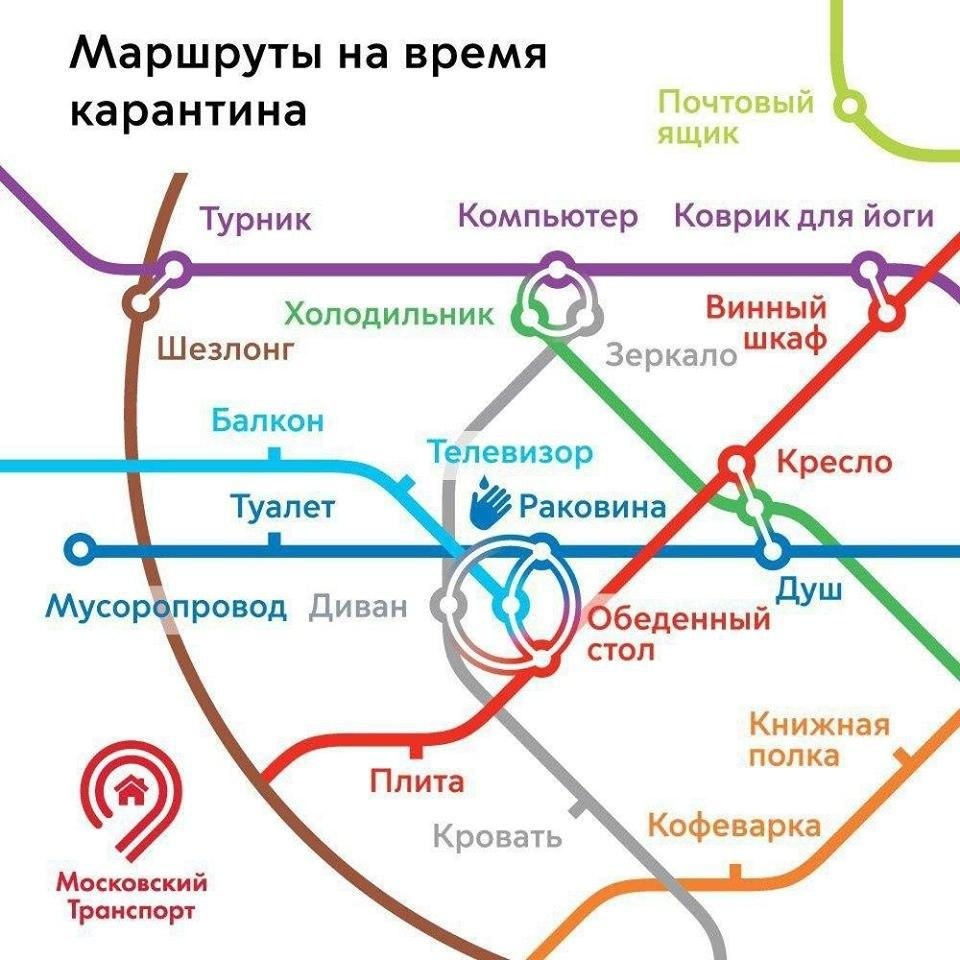 Маршруты на время
карантина
Почтовый
ящик
Турник
Компьютер
Коврик для йоги
Холодильник
Винный
шкаф
Шезлонг
Зеркало
Балкон
Телевизор
Кресло
Туалет
Раковина
Душ
Мусоропровод
Диван
Обеденный
стол
Книжная
полка
Плита
Кровать
Кофеварка
Московский
Транспорт